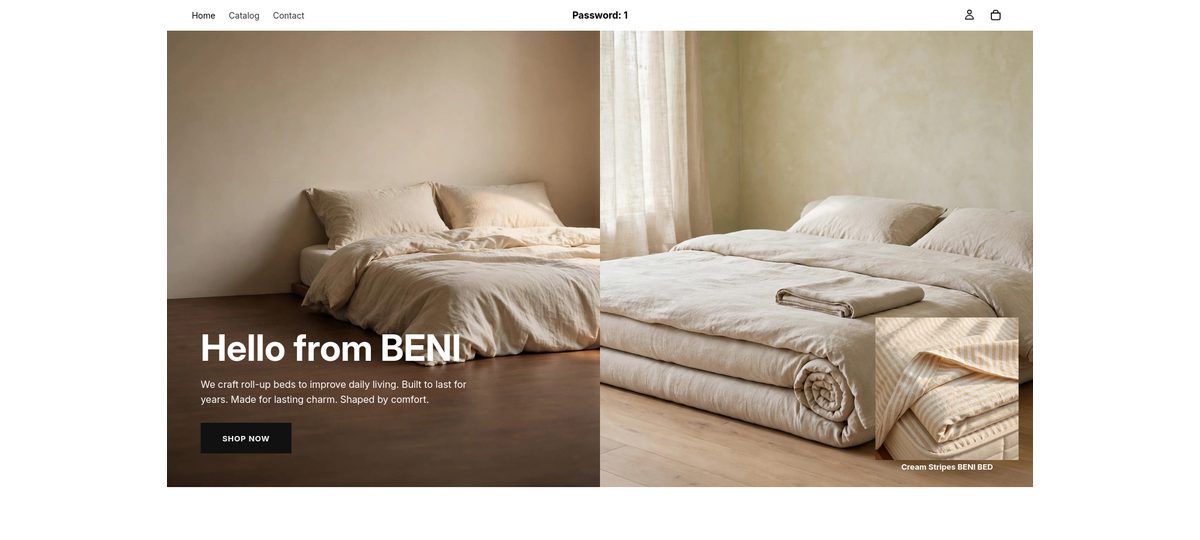 Home
Catalog
Contact
Password: 1
Hello from BENI
We craft roll-up beds to improve daily living. Built to last for
years. Made for lasting charm. Shaped by comfort.
SHOP NOW
Cream Stripes BENI BED